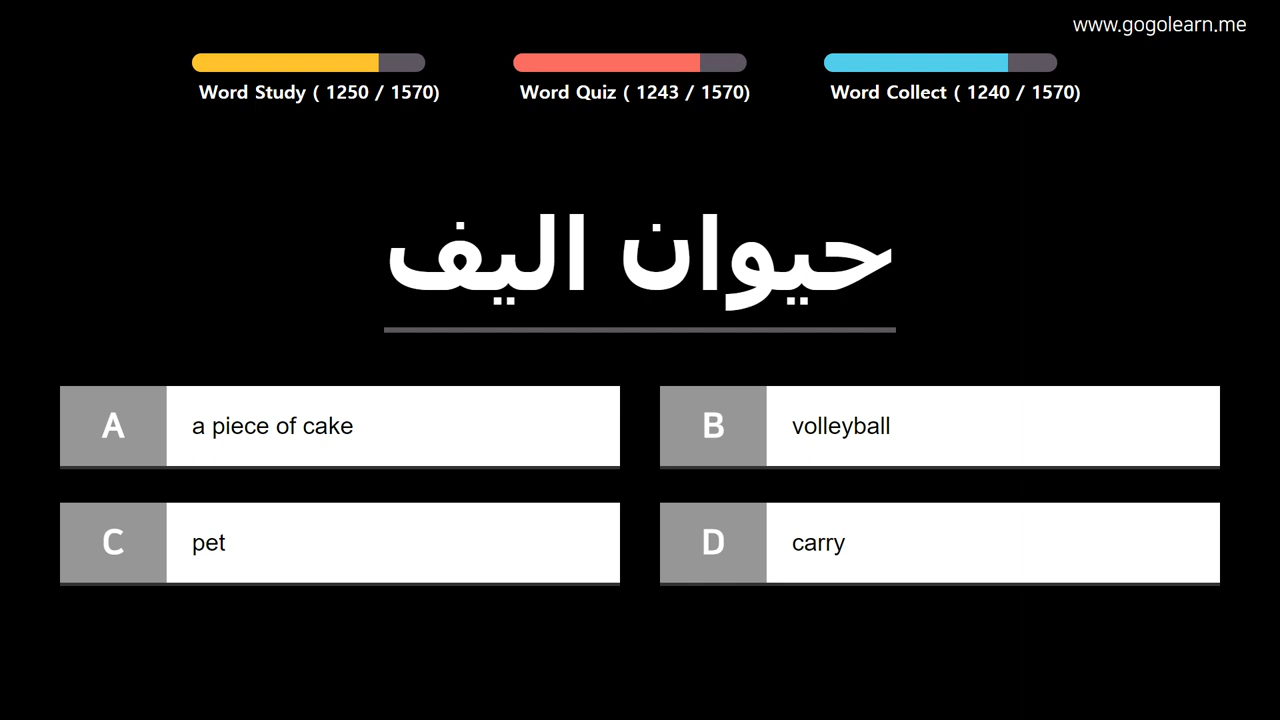 www.gogolearn.me
Word Study ( 1250 / 1570)
Word Quiz ( 1243 / 1570)
Word Collect ( 1240 / 1570)
حيوان اليف
A a piece of cake
B volleyball
C pet
D carry